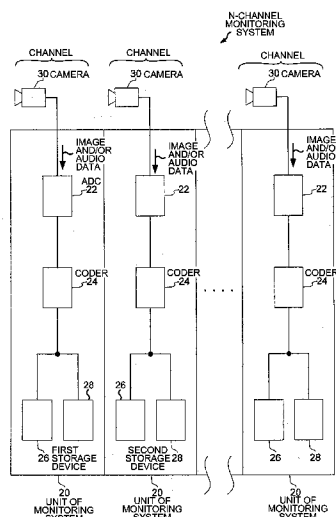 N-CHANNEL
MONITORING
SYSTEM
CHANNEL
30 CAMERA
CHANNEL
30 CAMERA
CHANNEL
30 CAMERA
IMAGE
AND/OR
AUDIO
DATA
IMAGE
AND/OR
AUDIO
DATA
IMAGE
AND/OR
AUDIO
DATA
ADC
22
22
22
CODER
24
CODER
24
CODER
24
28
26
26
28
FIRST
26 STORAGE
DEVICE
SECOND
STORAGE 28
DEVICE
20
UNIT OF
MONITORING
SYSTEM
20
UNIT OF
MONITORING
SYSTEM
20
UNIT OF
MONITORING
SYSTEM